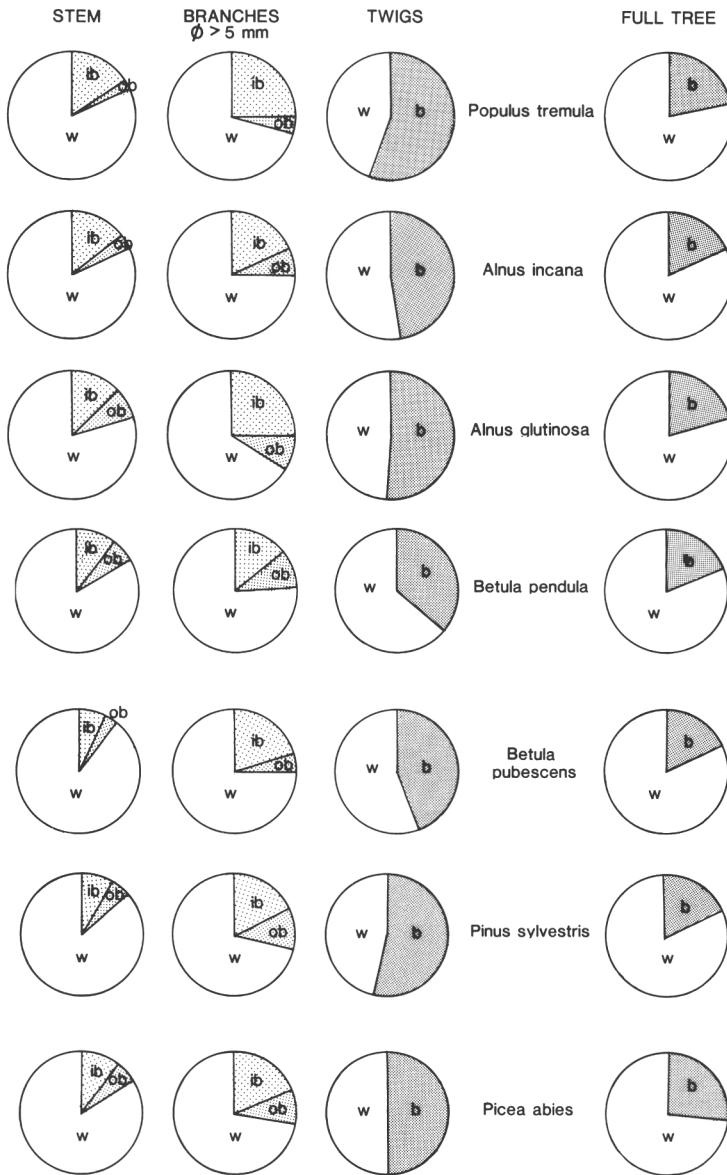 STEM
BRANCHES
ϕ > 5 mm
TWIGS
FULL TREE
ib
ob
w
ib
ob
w
w
b
Populus tremula
b
w
ib
ob
w
ib
ob
w
w
b
Alnus incana
b
w
ib
ob
w
ib
ob
w
w
b
Alnus glutinosa
b
w
ib
ob
w
ib
ob
w
w
b
Betula pendula
b
w
ob
ib
w
ib
ob
w
w
b
Betula
pubescens
b
w
ib
ob
w
ib
ob
w
w
b
Pinus sylvestris
b
w
ib
ob
w
ib
ob
w
w
b
Picea abies
b
w